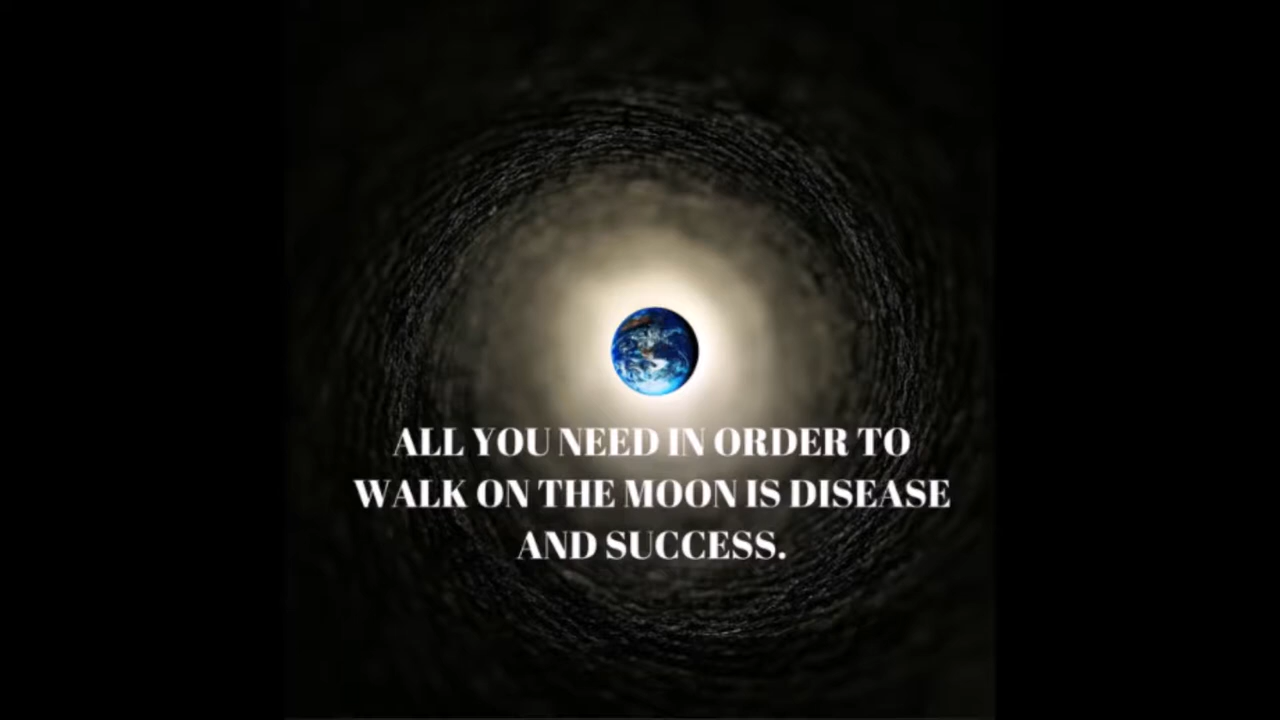 ALL YOU NEED IN ORDER TO
WALK ON THE MOON IS DISEASE
AND SUCCESS.